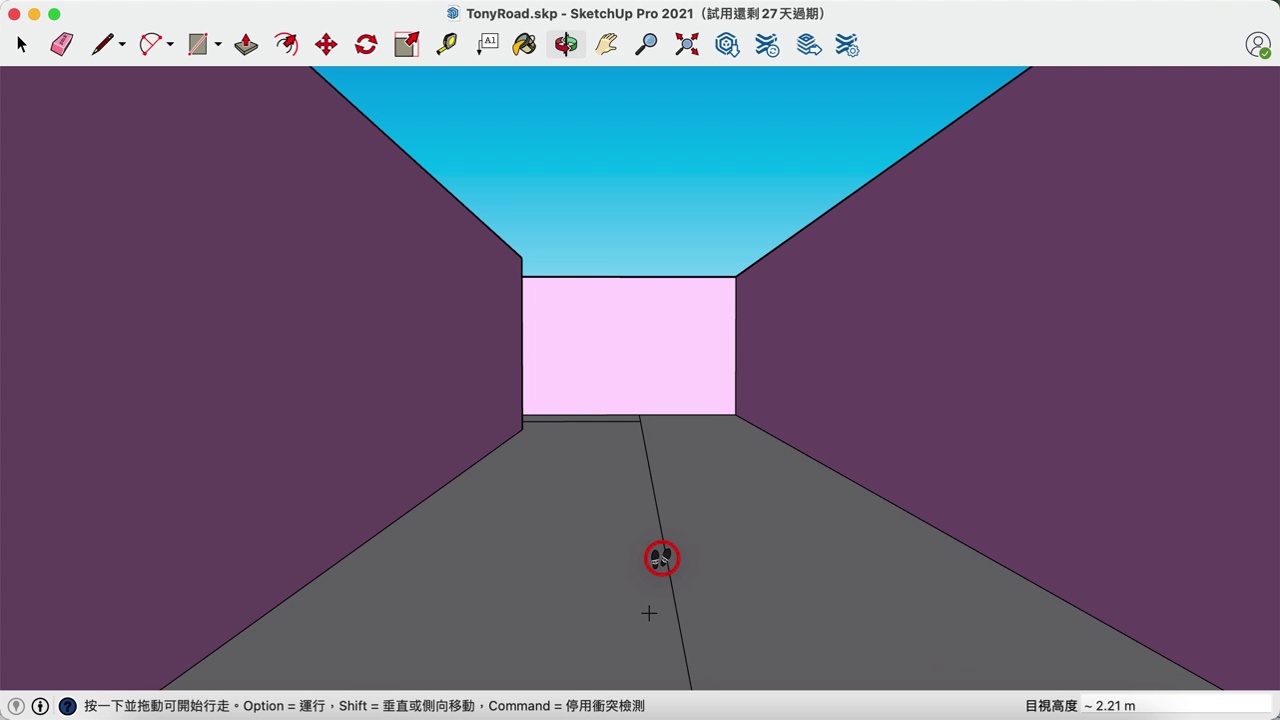 TonyRoad.skp - SketchUp Pro 2021（試用還剩 27 天過期）
A1
按一下並拖動可開始行走。Option = 運行，Shift = 垂直或側向移動，Command = 停用衝突檢測
目視高度 ~ 2.21 m